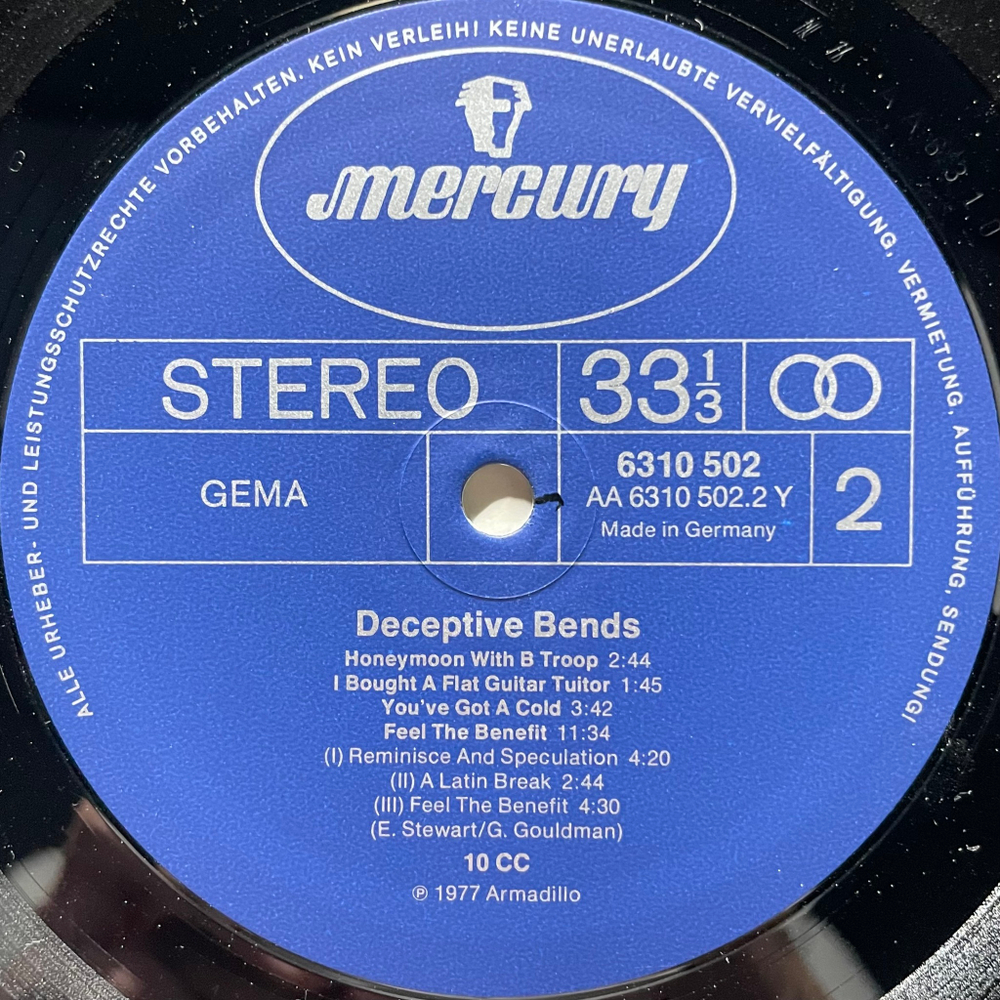 ALLE URHEBER- UND LEISTUNGSSCHUTZRECHTE VORBEHALTEN. KEIN VERLEIH! KEINE UNERLAUBTE VERVIELFÄLTIGUNG, VERMIETUNG, AUFFÜHRUNG, SENDUNG!
mercury
STEREO
33 1/3
GEMA
6310 502
AA 6310 502.2 Y
Made in Germany
2
Deceptive Bends
Honeymoon With B Troop 2:44
I Bought A Flat Guitar Tuitor 1:45
You've Got A Cold 3:42
Feel The Benefit 11:34
(I) Reminisce And Speculation 4:20
(II) A Latin Break 2:44
(III) Feel The Benefit 4:30
(E. Stewart/G. Gouldman)
10 CC
℗ 1977 Armadillo